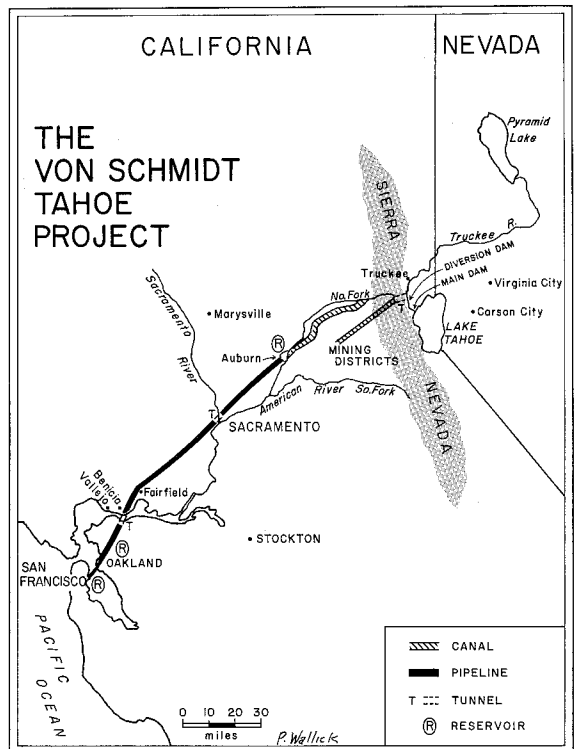 CALIFORNIA
NEVADA
THE
VON SCHMIDT
TAHOE
PROJECT
Pyramid
Lake
SIERRA
Truckee R.
DIVERSION DAM
MAIN DAM
Truckee
Virginia City
Carson City
T
LAKE
TAHOE
Sacramento
River
Marysville
No. Fork
R
Auburn
MINING
DISTRICTS
American River So. Fork
NEVADA
T
SACRAMENTO
Benicia
Vallejo
Fairfield
T
STOCKTON
R
OAKLAND
SAN
FRANCISCO
R
PACIFIC
OCEAN
CANAL
PIPELINE
T TUNNEL
R RESERVOIR
0 10 20 30
miles
P. Wallick